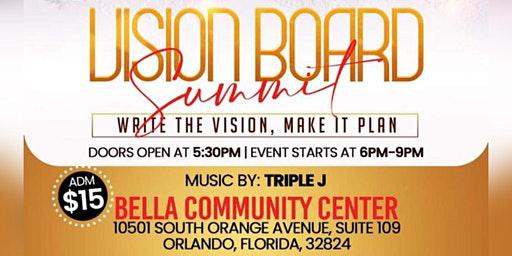 VISION BOARD
Summit
WRITE THE VISION, MAKE IT PLAN
DOORS OPEN AT 5:30PM | EVENT STARTS AT 6PM-9PM
ADM
$15
MUSIC BY: TRIPLE J
BELLA COMMUNITY CENTER
10501 SOUTH ORANGE AVENUE, SUITE 109
ORLANDO, FLORIDA, 32824